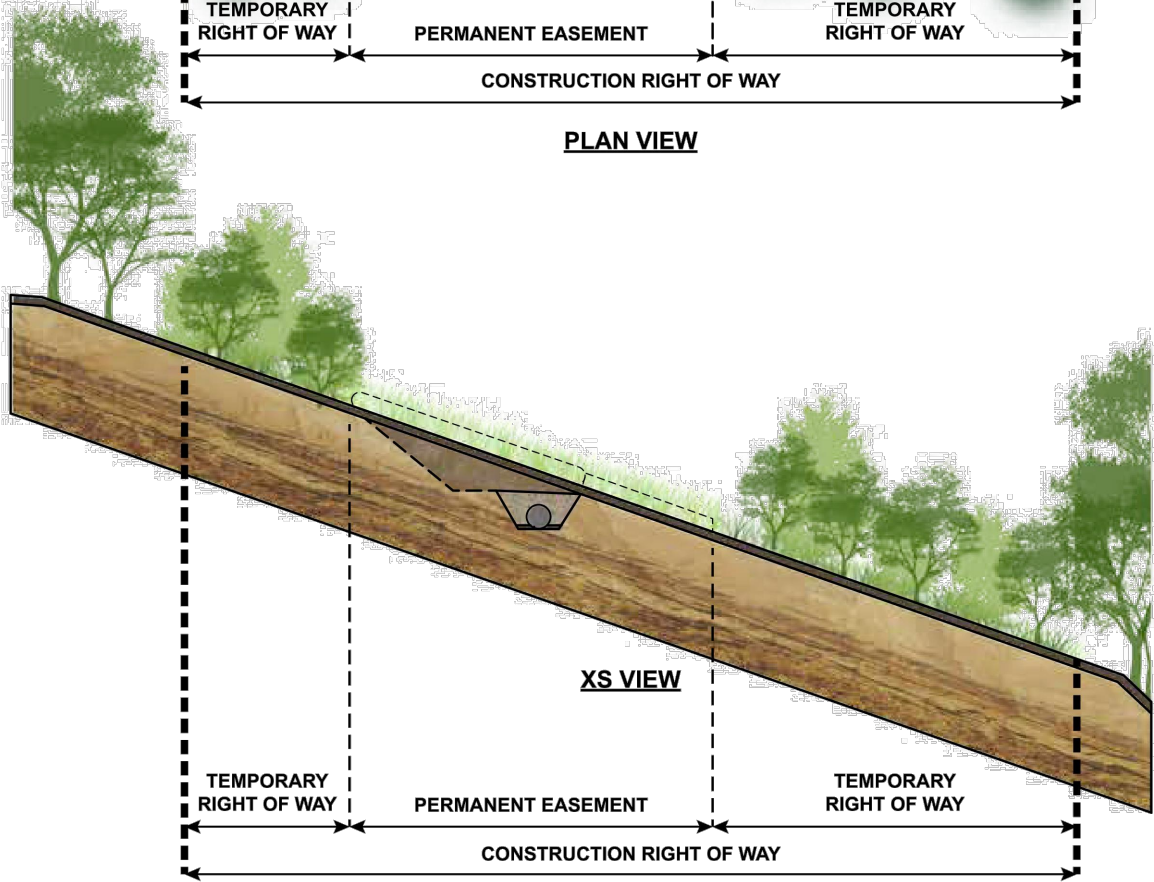 TEMPORARY
RIGHT OF WAY
PERMANENT EASEMENT
TEMPORARY
RIGHT OF WAY
CONSTRUCTION RIGHT OF WAY
PLAN VIEW
XS VIEW
TEMPORARY
RIGHT OF WAY
PERMANENT EASEMENT
TEMPORARY
RIGHT OF WAY
CONSTRUCTION RIGHT OF WAY